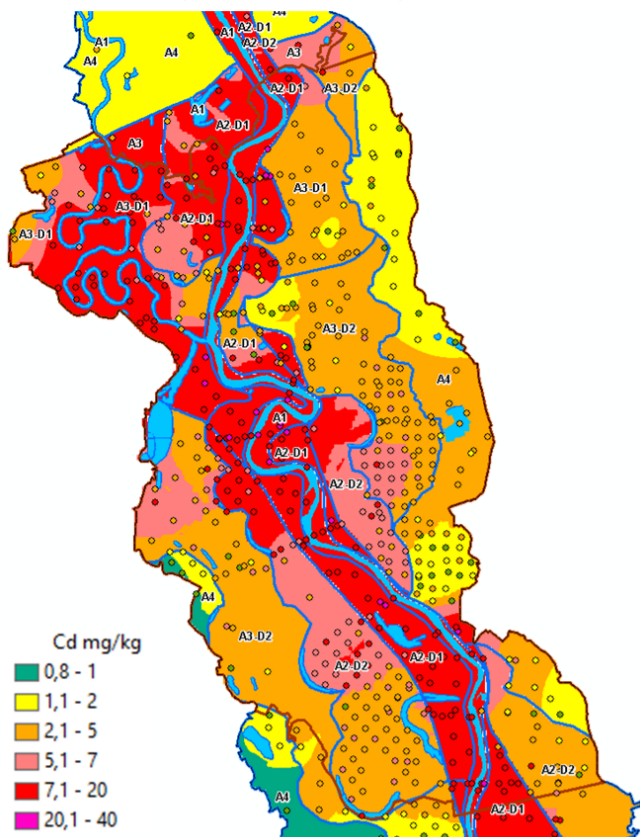 A4
A1
A2-D1
A1
A2-D2
A4
A4
A3
A2-D1
A3-D2
A1
A2-D1
A3
A3-D1
A3-D1
A2-D1
A3-D1
A3-D2
A2-D1
A4
A1
A2-D1
A2-D2
A4
A3-D2
A2-D1
A2-D2
A2-D2
A4
A2-D1
Cd mg/kg
0,8 - 1
1,1 - 2
2,1 - 5
5,1 - 7
7,1 - 20
20,1 - 40